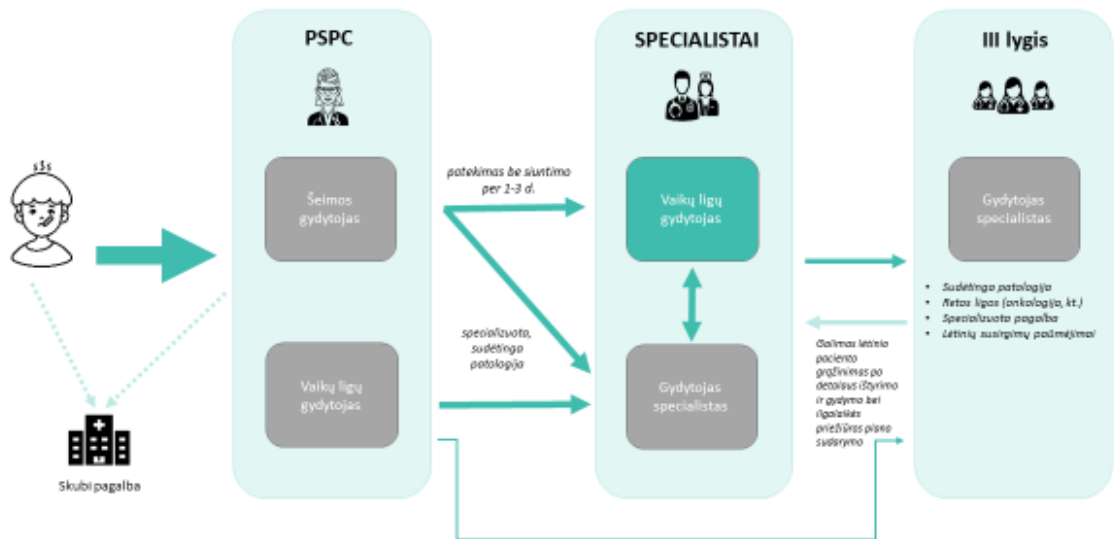 PSPC
Šeimos
gydytojas
Vaikų ligų
gydytojas
Skubi pagalba
patekimas be siuntimo
per 1-3 d.
specializuota,
sudėtinga
patologija
SPECIALISTAI
Vaikų ligų
gydytojas
Gydytojas
specialistas
III lygis
Gydytojas
specialistas
• Sudėtinga patologija
• Retos ligos (onkologija, kt.)
• Specializuota pagalba
• Lėtinių susirgimų paūmėjimai
Galimas lėtinio
paciento
grąžinimas po
detalaus ištyrimo
ir gydymo bei
ilgalaikės
priežiūros plano
sudarymo